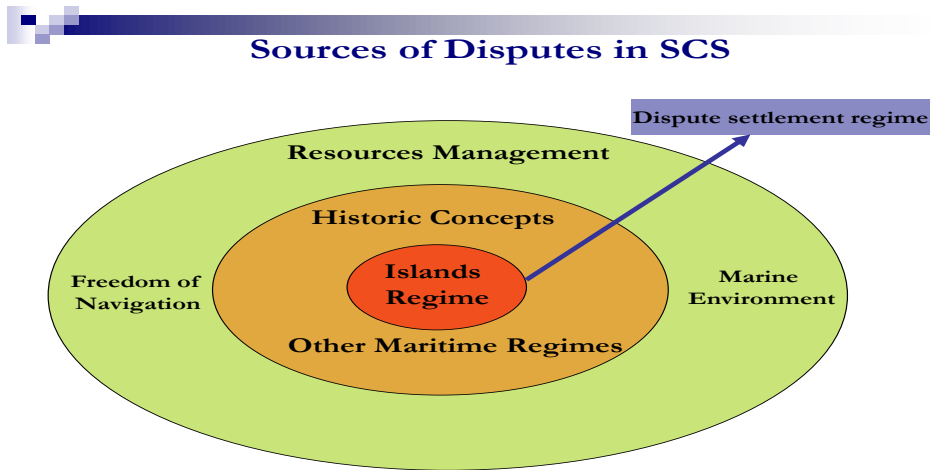 Sources of Disputes in SCS
Dispute settlement regime
Resources Management
Historic Concepts
Islands
Regime
Freedom of
Navigation
Marine
Environment
Other Maritime Regimes